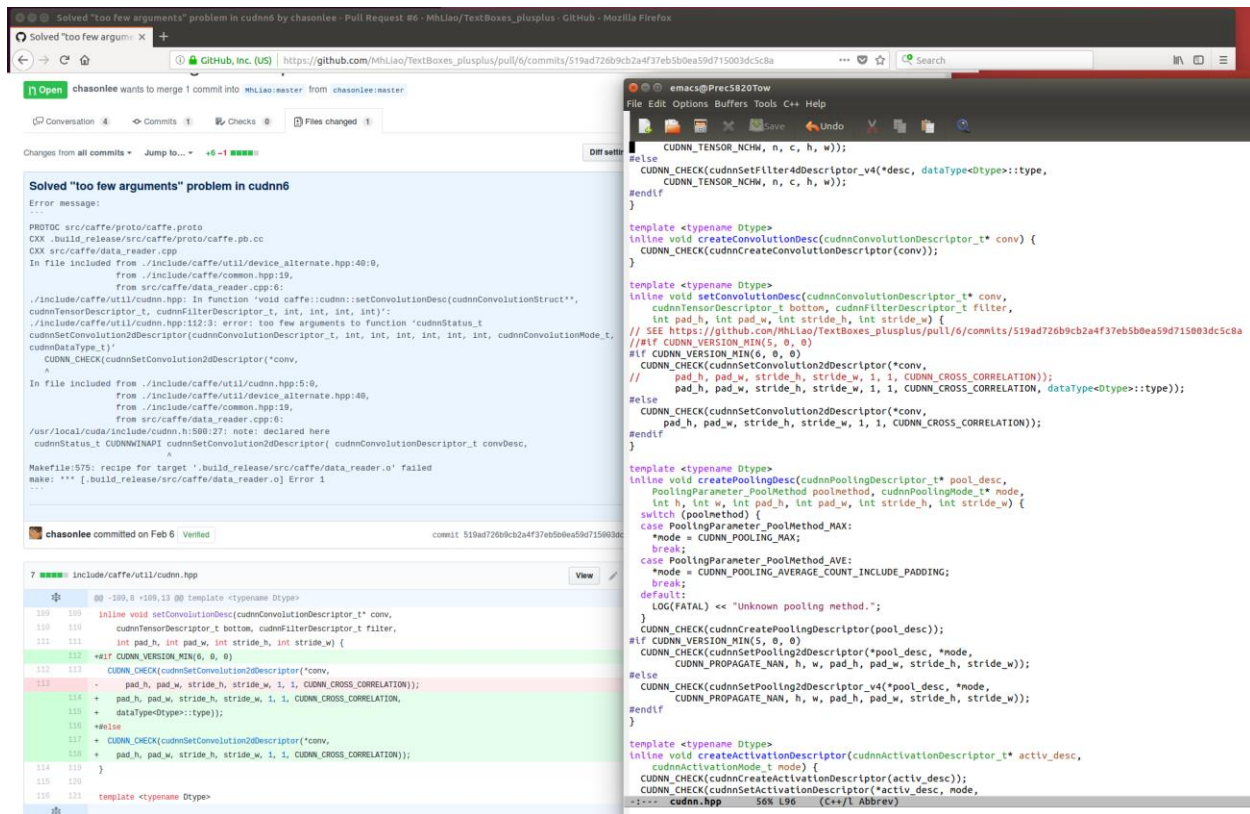 Solved "too few arguments" problem in cudnn6 by chasonlee · Pull Request #6 · MhLiao/TextBoxes_plusplus · GitHub - Mozilla Firefox
Solved "too few argume
GitHub, Inc. (US) https://github.com/MhLiao/TextBoxes_plusplus/pull/6/commits/519ad726b9cb2a4f37eb5b0ea59d715003dc5c8a Search
Open chasonlee wants to merge 1 commit into MhLiao:master from chasonlee:master
Conversation 4 Commits 1 Checks 0 Files changed 1
Changes from all commits Jump to... +6 −1 Diff settin
Solved "too few arguments" problem in cudnn6
Error message:
```
PROTOC src/caffe/proto/caffe.proto
CXX .build_release/src/caffe/proto/caffe.pb.cc
CXX src/caffe/data_reader.cpp
In file included from ./include/caffe/util/device_alternate.hpp:40:0,
from ./include/caffe/common.hpp:19,
from src/caffe/data_reader.cpp:6:
./include/caffe/util/cudnn.hpp: In function 'void caffe::cudnn::setConvolutionDesc(cudnnConvolutionStruct**,
cudnnTensorDescriptor_t, cudnnFilterDescriptor_t, int, int, int, int)':
./include/caffe/util/cudnn.hpp:112:3: error: too few arguments to function 'cudnnStatus_t
cudnnSetConvolution2dDescriptor(cudnnConvolutionDescriptor_t, int, int, int, int, int, int, cudnnConvolutionMode_t,
cudnnDataType_t)'
CUDNN_CHECK(cudnnSetConvolution2dDescriptor(*conv,
^
In file included from ./include/caffe/util/cudnn.hpp:5:0,
from ./include/caffe/util/device_alternate.hpp:40,
from ./include/caffe/common.hpp:19,
from src/caffe/data_reader.cpp:6:
/usr/local/cuda/include/cudnn.h:500:27: note: declared here
cudnnStatus_t CUDNNWINAPI cudnnSetConvolution2dDescriptor( cudnnConvolutionDescriptor_t convDesc,
^
Makefile:575: recipe for target '.build_release/src/caffe/data_reader.o' failed
make: *** [.build_release/src/caffe/data_reader.o] Error 1
```
chasonlee committed on Feb 6 Verified commit 519ad726b9cb2a4f37eb5b0ea59d715003dc
7 include/caffe/util/cudnn.hpp View
@@ -109,8 +109,13 @@ template <typename Dtype>
109 109 inline void setConvolutionDesc(cudnnConvolutionDescriptor_t* conv,
110 110 cudnnTensorDescriptor_t bottom, cudnnFilterDescriptor_t filter,
111 111 int pad_h, int pad_w, int stride_h, int stride_w) {
112 +#if CUDNN_VERSION_MIN(6, 0, 0)
112 113 CUDNN_CHECK(cudnnSetConvolution2dDescriptor(*conv,
113 - pad_h, pad_w, stride_h, stride_w, 1, 1, CUDNN_CROSS_CORRELATION));
114 + pad_h, pad_w, stride_h, stride_w, 1, 1, CUDNN_CROSS_CORRELATION,
115 + dataType<Dtype>::type));
116 +#else
117 + CUDNN_CHECK(cudnnSetConvolution2dDescriptor(*conv,
118 + pad_h, pad_w, stride_h, stride_w, 1, 1, CUDNN_CROSS_CORRELATION));
114 119 }
115 120
116 121 template <typename Dtype>
emacs@Prec5820Tow
File Edit Options Buffers Tools C++ Help
Save Undo
CUDNN_TENSOR_NCHW, n, c, h, w));
#else
CUDNN_CHECK(cudnnSetFilter4dDescriptor_v4(*desc, dataType<Dtype>::type,
CUDNN_TENSOR_NCHW, n, c, h, w));
#endif
}
template <typename Dtype>
inline void createConvolutionDesc(cudnnConvolutionDescriptor_t* conv) {
CUDNN_CHECK(cudnnCreateConvolutionDescriptor(conv));
}
template <typename Dtype>
inline void setConvolutionDesc(cudnnConvolutionDescriptor_t* conv,
cudnnTensorDescriptor_t bottom, cudnnFilterDescriptor_t filter,
int pad_h, int pad_w, int stride_h, int stride_w) {
// SEE https://github.com/MhLiao/TextBoxes_plusplus/pull/6/commits/519ad726b9cb2a4f37eb5b0ea59d715003dc5c8a
//#if CUDNN_VERSION_MIN(5, 0, 0)
#if CUDNN_VERSION_MIN(6, 0, 0)
CUDNN_CHECK(cudnnSetConvolution2dDescriptor(*conv,
// pad_h, pad_w, stride_h, stride_w, 1, 1, CUDNN_CROSS_CORRELATION));
pad_h, pad_w, stride_h, stride_w, 1, 1, CUDNN_CROSS_CORRELATION, dataType<Dtype>::type));
#else
CUDNN_CHECK(cudnnSetConvolution2dDescriptor(*conv,
pad_h, pad_w, stride_h, stride_w, 1, 1, CUDNN_CROSS_CORRELATION));
#endif
}
template <typename Dtype>
inline void createPoolingDesc(cudnnPoolingDescriptor_t* pool_desc,
PoolingParameter_PoolMethod poolmethod, cudnnPoolingMode_t* mode,
int h, int w, int pad_h, int pad_w, int stride_h, int stride_w) {
switch (poolmethod) {
case PoolingParameter_PoolMethod_MAX:
*mode = CUDNN_POOLING_MAX;
break;
case PoolingParameter_PoolMethod_AVE:
*mode = CUDNN_POOLING_AVERAGE_COUNT_INCLUDE_PADDING;
break;
default:
LOG(FATAL) << "Unknown pooling method.";
}
CUDNN_CHECK(cudnnCreatePoolingDescriptor(pool_desc));
#if CUDNN_VERSION_MIN(5, 0, 0)
CUDNN_CHECK(cudnnSetPooling2dDescriptor(*pool_desc, *mode,
CUDNN_PROPAGATE_NAN, h, w, pad_h, pad_w, stride_h, stride_w));
#else
CUDNN_CHECK(cudnnSetPooling2dDescriptor_v4(*pool_desc, *mode,
CUDNN_PROPAGATE_NAN, h, w, pad_h, pad_w, stride_h, stride_w));
#endif
}
template <typename Dtype>
inline void createActivationDescriptor(cudnnActivationDescriptor_t* activ_desc,
cudnnActivationMode_t mode) {
CUDNN_CHECK(cudnnCreateActivationDescriptor(activ_desc));
CUDNN_CHECK(cudnnSetActivationDescriptor(*activ_desc, mode,
-:--- cudnn.hpp 56% L96 (C++/l Abbrev)